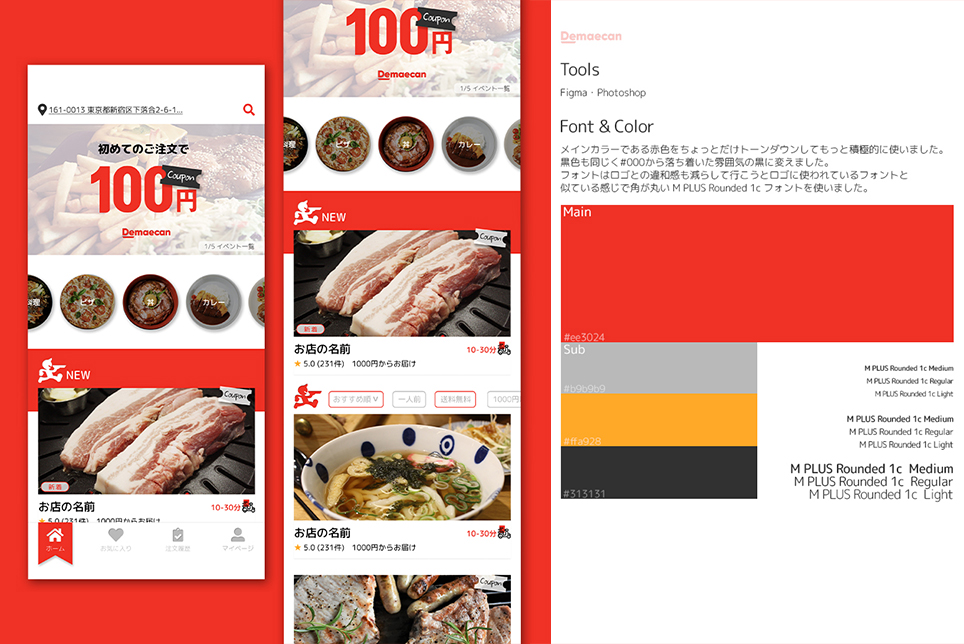 161-0013 東京都新宿区下落合2-6-1...
初めてのご注文で
100円
Coupon
Demaecan
1/5 イベント一覧
料理
ピザ
丼
カレー
NEW
Coupon
新着
お店の名前
10-30分
★ 5.0 (231件) 1000円からお届け
ホーム
お気に入り
注文履歴
マイページ
100円
Coupon
Demaecan
1/5 イベント一覧
料理
ピザ
丼
カレー
NEW
Coupon
新着
お店の名前
10-30分
★ 5.0 (231件) 1000円からお届け
おすすめ順∨
一人前
送料無料
1000円
お店の名前
10-30分
★ 5.0 (231件) 1000円からお届け
Coupon
Demaecan
Tools
Figma・Photoshop
Font & Color
メインカラーである赤色をちょっとだけトーンダウンしてもっと積極的に使いました。
黒色も同じく#000から落ち着いた雰囲気の黒に変えました。
フォントはロゴとの違和感も減らして行こうとロゴに使われているフォントと
似ている感じで角が丸い M PLUS Rounded 1c フォントを使いました。
Main
#ee3024
Sub
#b9b9b9
#ffa928
#313131
M PLUS Rounded 1c Medium
M PLUS Rounded 1c Regular
M PLUS Rounded 1c Light
M PLUS Rounded 1c Medium
M PLUS Rounded 1c Regular
M PLUS Rounded 1c Light
M PLUS Rounded 1c Medium
M PLUS Rounded 1c Regular
M PLUS Rounded 1c Light